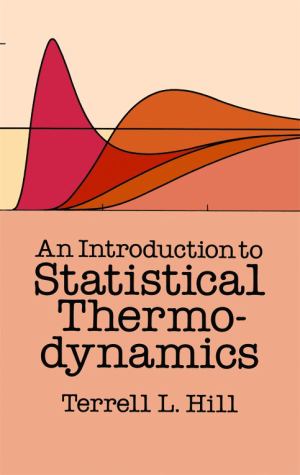 An Introduction to
Statistical
Thermo-
dynamics
Terrell L. Hill